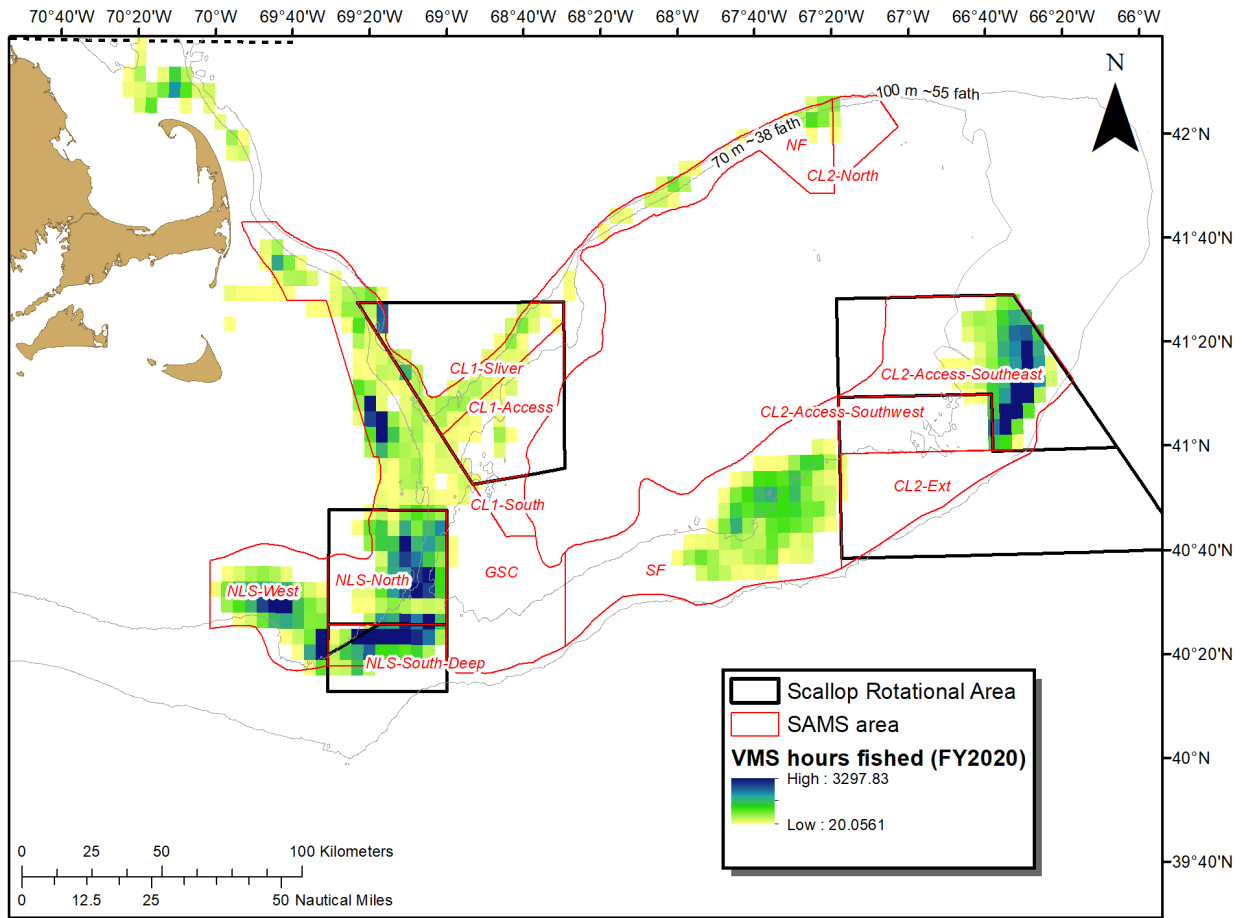 70°40'W 70°20'W 70°W 69°40'W 69°20'W 69°W 68°40'W 68°20'W 68°W 67°40'W 67°20'W 67°W 66°40'W 66°20'W 66°W
N
100 m ~55 fath
70 m ~38 fath
NF
CL2-North
42°N
41°40'N
41°20'N
41°N
40°40'N
40°20'N
40°N
39°40'N
CL1-Sliver
CL1-Access
CL1-South
CL2-Access-Southeast
CL2-Access-Southwest
CL2-Ext
GSC
SF
NLS-West
NLS-North
NLS-South-Deep
Scallop Rotational Area
SAMS area
VMS hours fished (FY2020)
High : 3297.83
Low : 20.0561
0 25 50 100 Kilometers
0 12.5 25 50 Nautical Miles